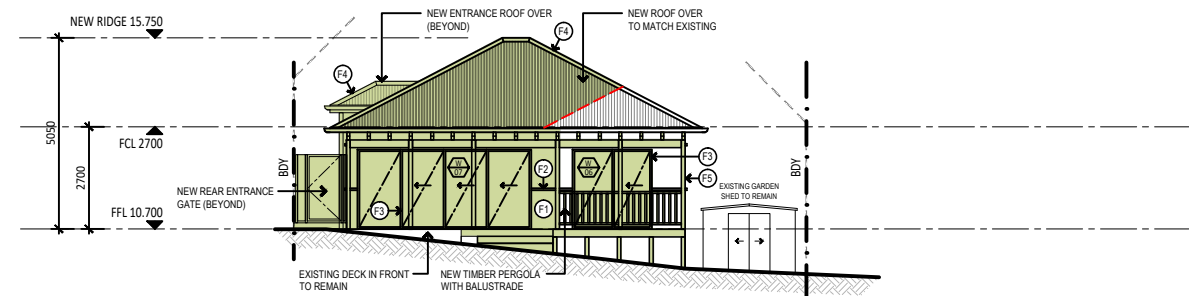 NEW RIDGE 15.750
NEW ENTRANCE ROOF OVER
(BEYOND)
NEW ROOF OVER
TO MATCH EXISTING
F4
F4
5050
2700
FCL 2700
BDY
NEW REAR ENTRANCE
GATE (BEYOND)
FFL 10.700
W
07
W
06
F2
F3
F5
F3
F1
BDY
EXISTING GARDEN
SHED TO REMAIN
EXISTING DECK IN FRONT
TO REMAIN
NEW TIMBER PERGOLA
WITH BALUSTRADE